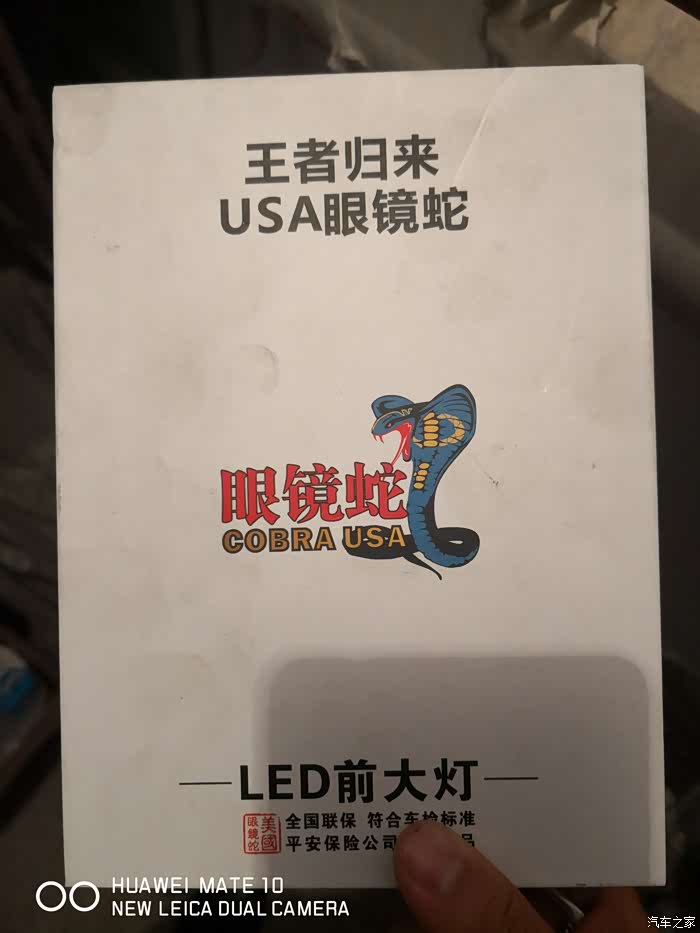 王者归来
USA眼镜蛇
眼镜蛇
COBRA USA
LED前大灯
美國
眼鏡蛇
全国联保 符合车检标准
平安保险公司
品
HUAWEI MATE 10
NEW LEICA DUAL CAMERA
汽车之家